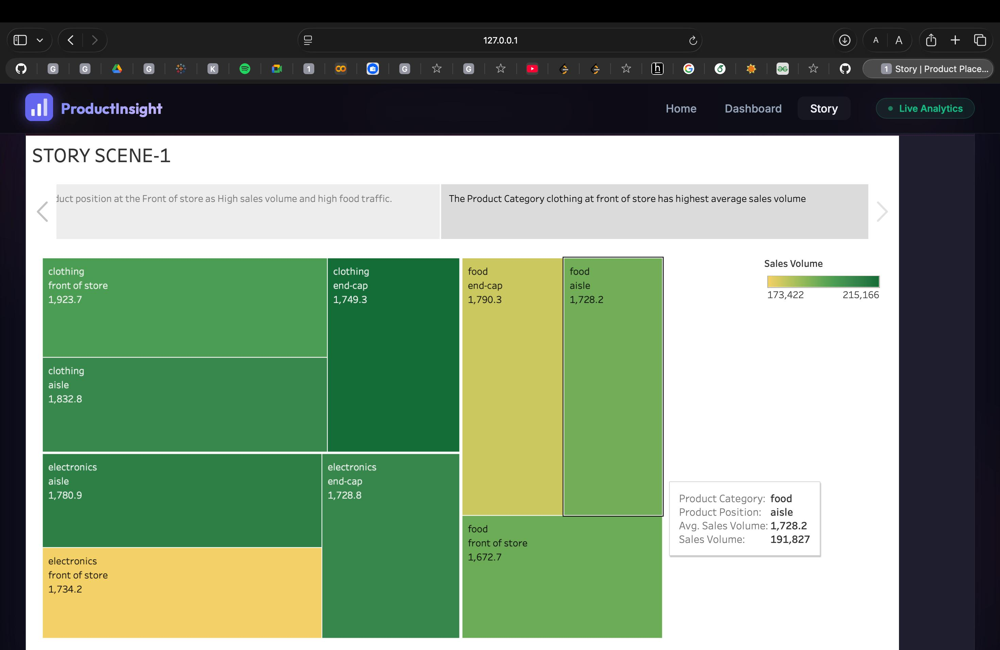 127.0.0.1
A A
G G G K 1 G G h 1 Story | Product Place...
ProductInsight
Home Dashboard Story Live Analytics
STORY SCENE-1
duct position at the Front of store as High sales volume and high food traffic.
The Product Category clothing at front of store has highest average sales volume
clothing
front of store
1,923.7
clothing
end-cap
1,749.3
food
end-cap
1,790.3
food
aisle
1,728.2
Sales Volume
173,422 215,166
clothing
aisle
1,832.8
electronics
aisle
1,780.9
electronics
end-cap
1,728.8
Product Category: food
Product Position: aisle
Avg. Sales Volume: 1,728.2
Sales Volume: 191,827
food
front of store
1,672.7
electronics
front of store
1,734.2